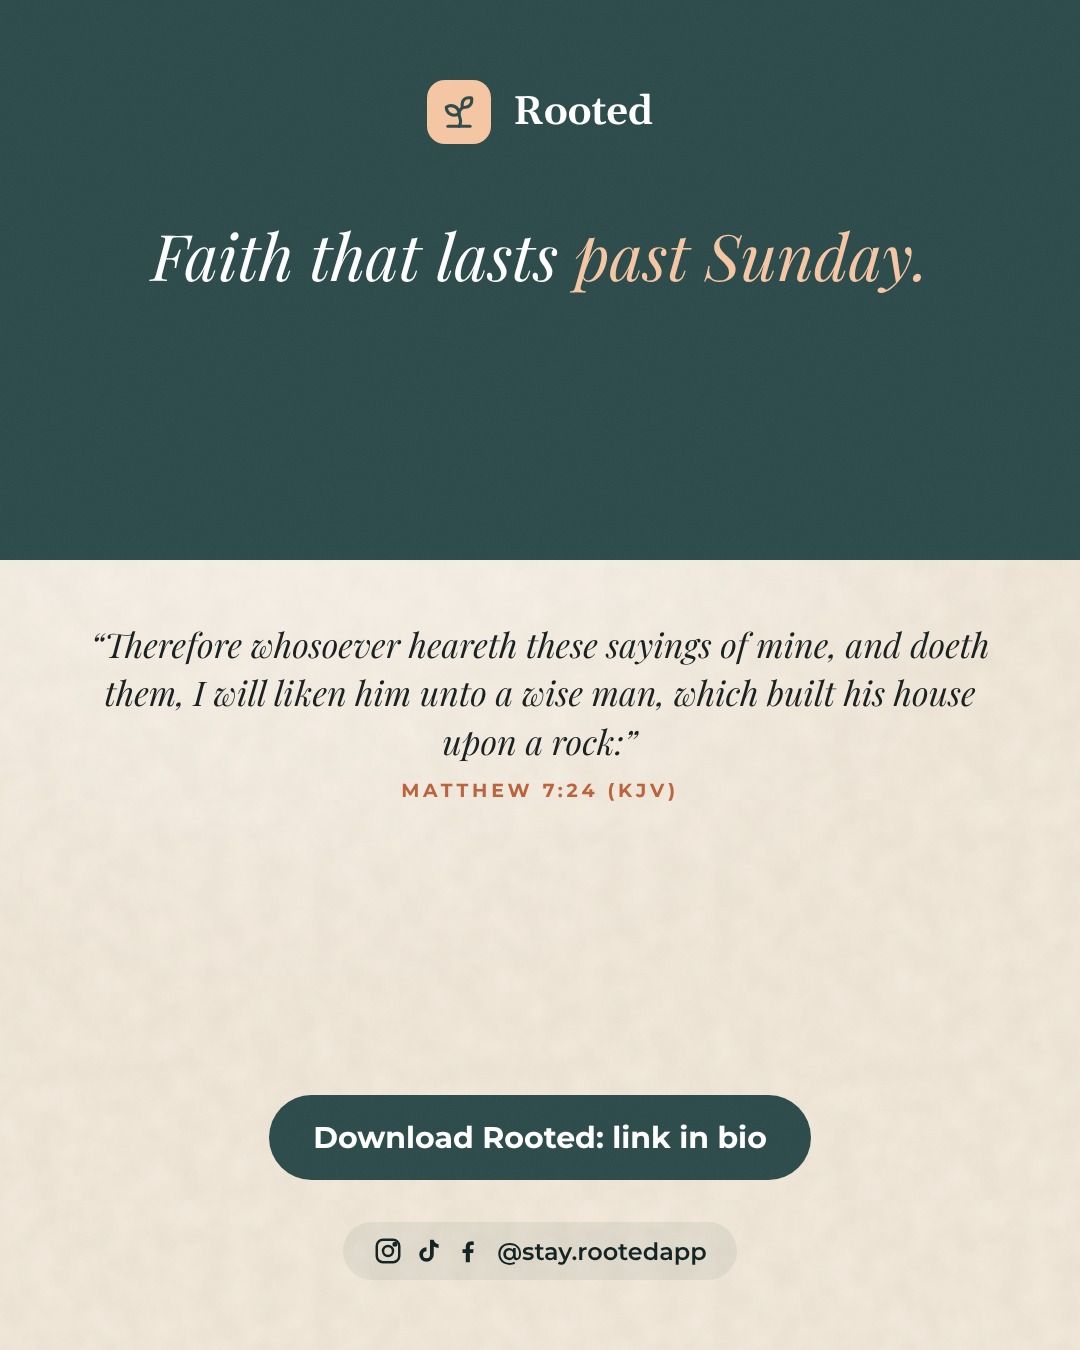 Rooted
Faith that lasts past Sunday.
“Therefore whosoever heareth these sayings of mine, and doeth
them, I will liken him unto a wise man, which built his house
upon a rock:”
MATTHEW 7:24 (KJV)
Download Rooted: link in bio
@stay.rootedapp